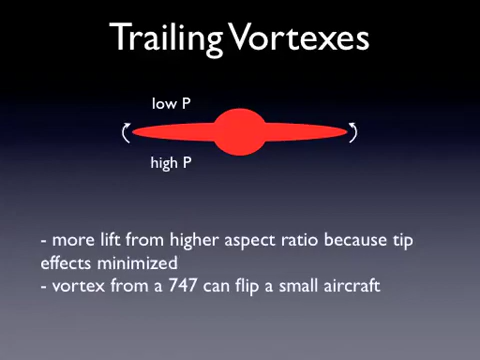 Trailing Vortexes
low P
high P
- more lift from higher aspect ratio because tip
effects minimized
- vortex from a 747 can flip a small aircraft